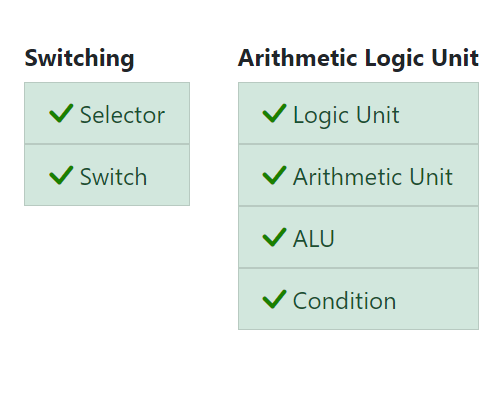 Switching
Selector
Switch
Arithmetic Logic Unit
Logic Unit
Arithmetic Unit
ALU
Condition